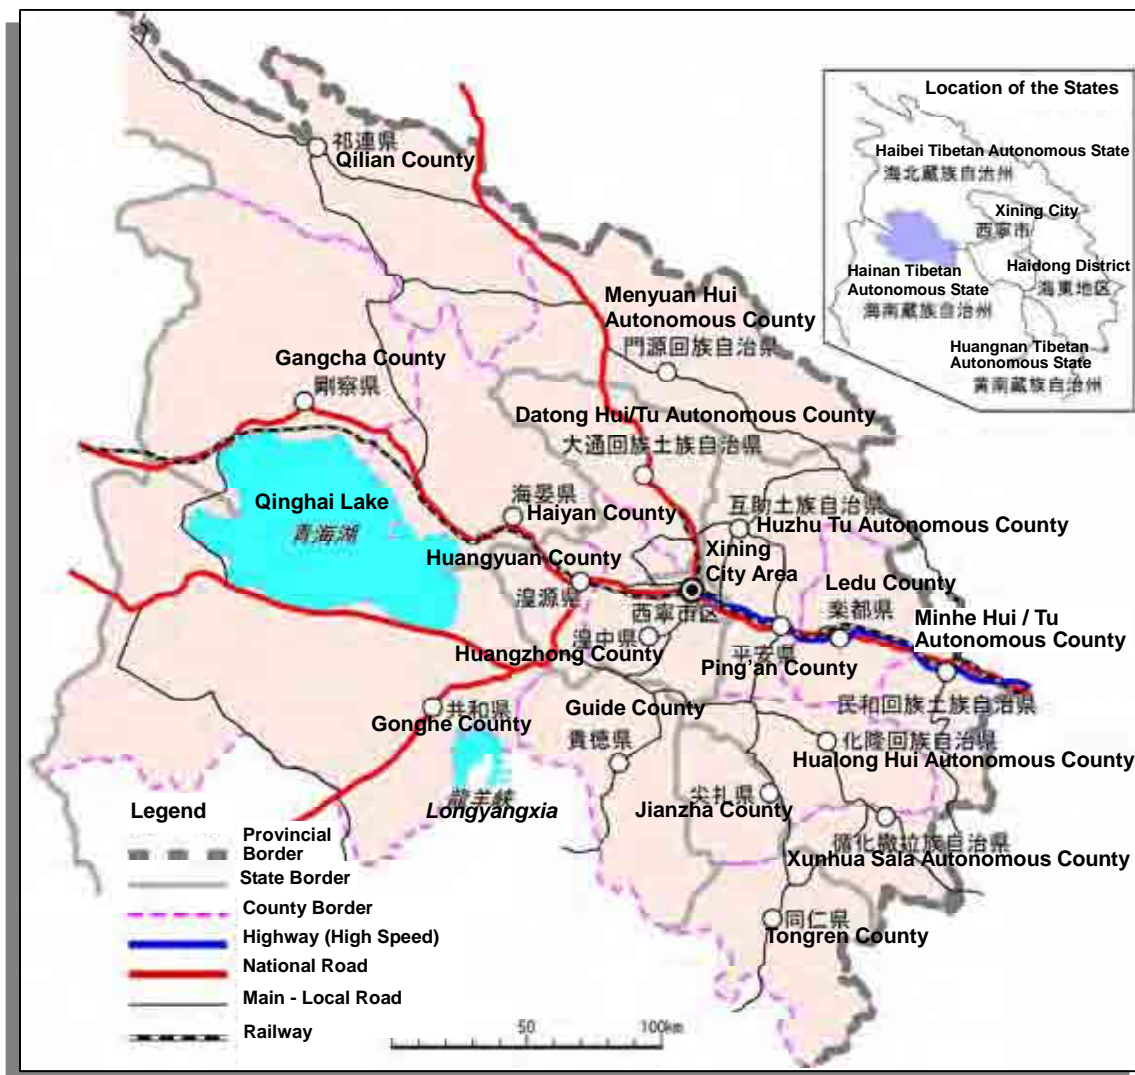 Location of the States
Haibei Tibetan Autonomous State
海北蔵族自治州
Xining City
西寧市
Haidong District
海東地区
Hainan Tibetan
Autonomous State
海南蔵族自治州
Huangnan Tibetan
Autonomous State
黄南蔵族自治州
祁連県
Qilian County
Menyuan Hui
Autonomous County
門源回族自治県
Gangcha County
剛察県
Datong Hui/Tu Autonomous County
大通回族土族自治県
Qinghai Lake
青海湖
海晏県
Haiyan County
互助土族自治県
Huzhu Tu Autonomous County
Huangyuan County
湟源県
Xining
City Area
西寧市区
Ledu County
楽都県
Minhe Hui / Tu
Autonomous County
民和回族土族自治県
湟中県
Huangzhong County
平安県
Ping'an County
共和県
Gonghe County
Guide County
貴徳県
化隆回族自治県
Hualong Hui Autonomous County
龍羊峡
Longyangxia
尖扎県
Jianzha County
循化撒拉族自治県
Xunhua Sala Autonomous County
同仁県
Tongren County
Legend
Provincial
Border
State Border
County Border
Highway (High Speed)
National Road
Main - Local Road
Railway
50
100km